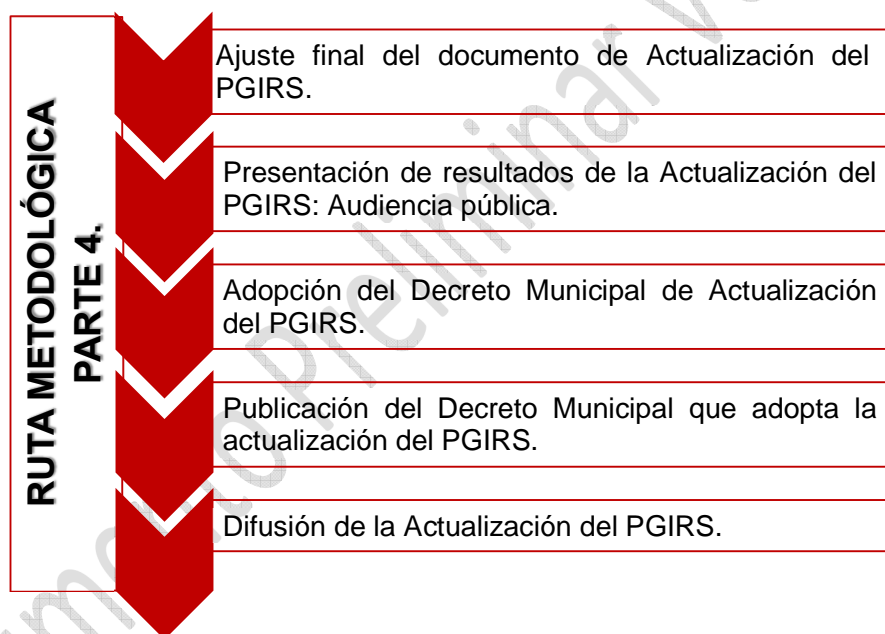 RUTA METODOLÓGICA
PARTE 4.
Ajuste final del documento de Actualización del
PGIRS.
Presentación de resultados de la Actualización del
PGIRS: Audiencia pública.
Adopción del Decreto Municipal de Actualización
del PGIRS.
Publicación del Decreto Municipal que adopta la
actualización del PGIRS.
Difusión de la Actualización del PGIRS.